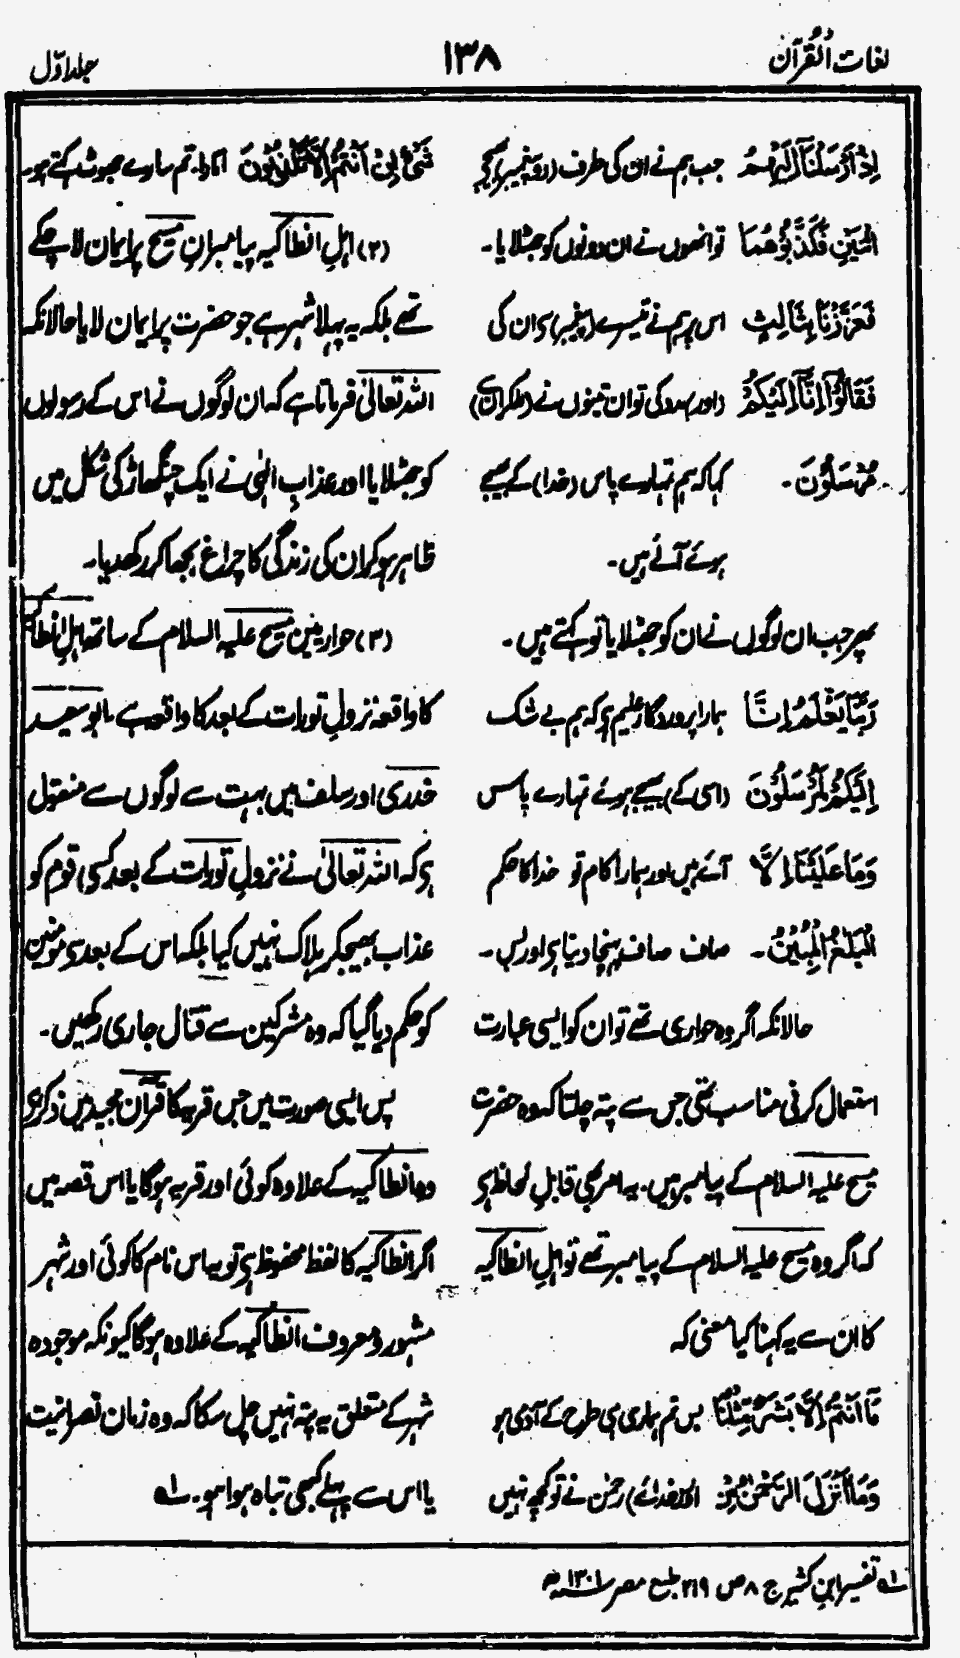 لغات القرآن
۱۳۸
جلد اوّل
اِذْ اَرْسَلْنَآ اِلَيْهِمُ جب ہم نے ان کی طرف (دو پیغمبر) بھیجے
اثْنَيْنِ فَكَذَّبُوْهُمَا تو انھوں نے ان دونوں کو جھٹلایا۔
فَعَزَّزْنَا بِثَالِثٍ اس پر ہم نے تیسرے (پیغمبر) سے ان کی
فَقَالُوْٓا اِنَّآ اِلَيْكُمْ (اور) مدد کی تو ان تینوں نے (ملکر ان سے)
مُّرْسَلُوْنَ۔ کہا کہ ہم تمہارے پاس (خدا) کے بھیجے
ہوئے آئے ہیں۔
پھر جب ان لوگوں نے ان کو جھٹلایا تو کہتے ہیں۔
رَبُّنَا يَعْلَمُ اِنَّآ ہمارا پروردگار علیم ہے کہ ہم بے شک
اِلَيْكُمْ لَمُرْسَلُوْنَ (اسی کے) بھیجے ہوئے تمہارے پاس
وَمَا عَلَيْنَآ اِلَّا آئے ہیں اور ہمارا کام تو خدا کا حکم
الْبَلٰغُ الْمُبِيْنُ۔ صاف صاف پہنچا دینا ہے اور بس۔
حالانکہ اگر وہ حواری تھے تو ان کو ایسی عبارت
استعمال کرنی مناسب تھی جس سے پتہ چلتا کہ وہ حضرت
مسیح علیہ السلام کے پیامبر ہیں۔ یہ امر بھی قابلِ لحاظ ہے
کہ اگر وہ مسیح علیہ السلام کے پیامبر تھے تو اہلِ انطاکیہ
کا ان سے یہ کہنا کیا معنی کہ
مَآ اَنْتُمْ اِلَّا بَشَرٌ مِّثْلُنَا بس تم ہماری ہی طرح کے آدمی ہو
وَمَآ اَنْزَلَ الرَّحْمٰنُ مِنْ اور (خدائے) رحمٰن نے تو کچھ نہیں
شَيْءٍ اِنْ اَنْتُمْ اِلَّا تَكْذِبُوْنَ اتارا۔ تم سارے جھوٹ کہتے ہو۔
(۲) اہلِ انطاکیہ پیامبرانِ مسیح پر ایمان لا چکے
تھے بلکہ یہ پہلا شہر ہے جو حضرت پر ایمان لایا حالانکہ
اللہ تعالیٰ فرماتا ہے کہ ان لوگوں نے اس کے رسولوں
کو جھٹلایا اور عذابِ الٰہی نے ایک چنگھاڑ کی شکل میں
ظاہر ہو کر ان کی زندگی کا چراغ بجھا کر رکھدیا۔
(۳) حواریینِ مسیح علیہ السلام کے ساتھ اہلِ انطاکیہ
کا واقعہ نزولِ تورات کے بعد کا واقعہ ہے ابو سعید
خدری اور سلف میں بہت سے لوگوں سے منقول
ہے کہ اللہ تعالیٰ نے نزولِ تورات کے بعد کسی قوم کو
عذاب بھیجکر ہلاک نہیں کیا بلکہ اس کے بعد سے مومنین
کو حکم دیا گیا کہ وہ مشرکین سے قتال جاری رکھیں۔
پس ایسی صورت میں جس قریہ کا قرآن مجید میں ذکر ہے
وہ انطاکیہ کے علاوہ کوئی اور قریہ ہوگا یا اس قصہ میں
اگر انطاکیہ کا لفظ محفوظ ہے تو یہ اس نام کا کوئی اور شہر
مشہور و معروف انطاکیہ کے علاوہ ہوگا کیونکہ موجودہ
شہر کے متعلق یہ پتہ نہیں چل سکا کہ وہ زمان نصرانیت
یا اس سے پہلے کبھی تباہ ہوا ہو۔ لہ
لہ تفسیر ابن کثیر ج ۸ ص ۲۱۹ طبع مصر ۱۳۰۱ھ